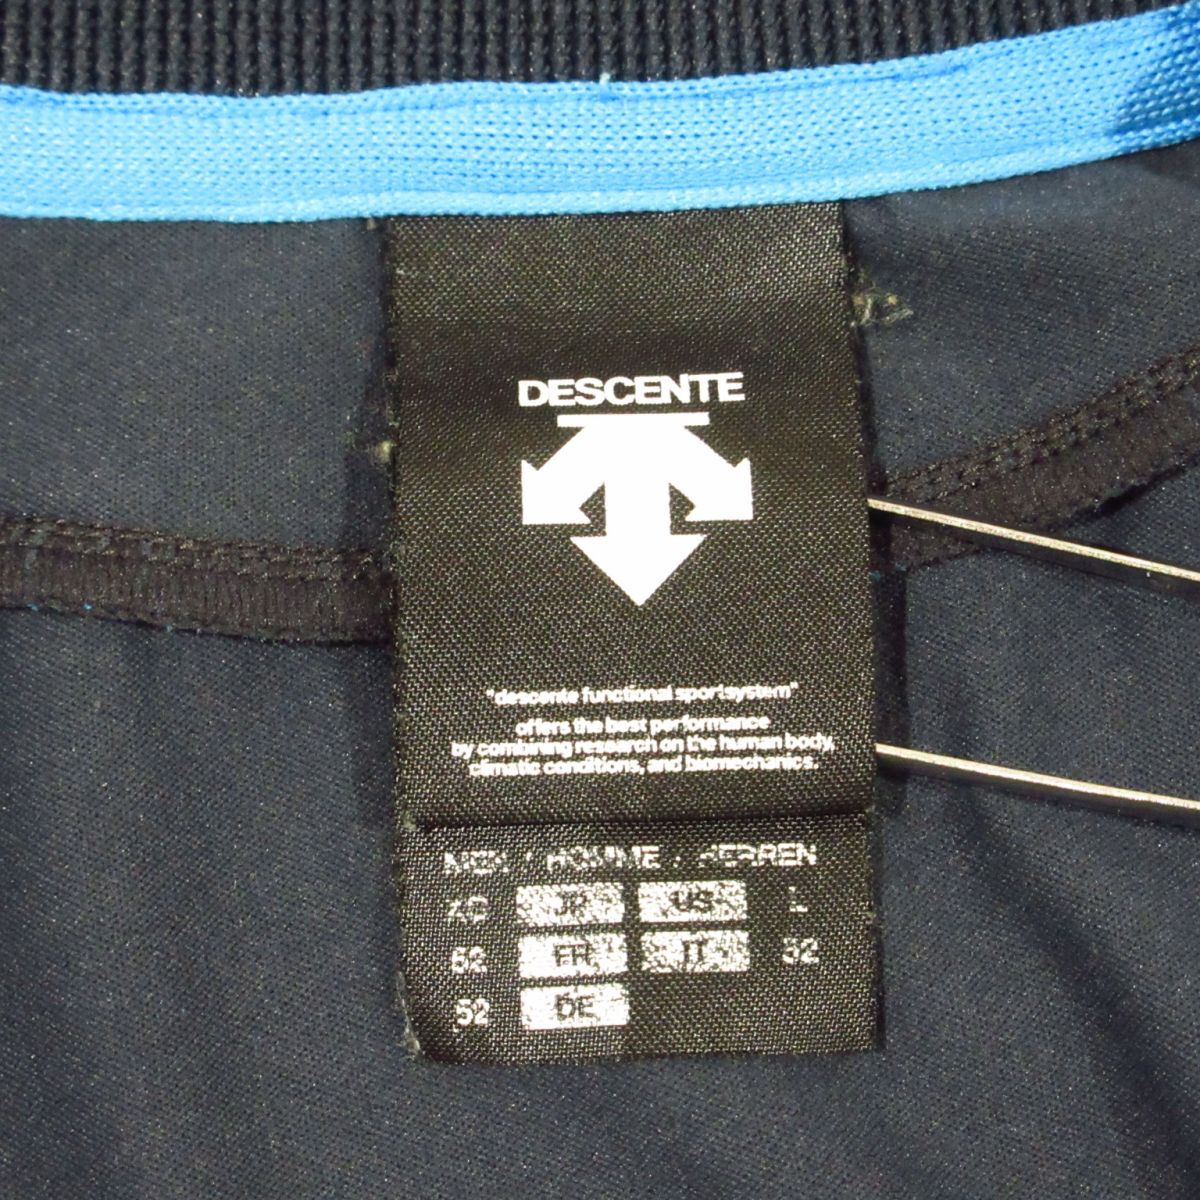 DESCENTE
"descente functional sportsystem"
offers the best performance
by combining research on the human body,
climatic conditions, and biomechanics.
MEN / HOMME / HERREN
JP US L
FR IT 52
52 DE